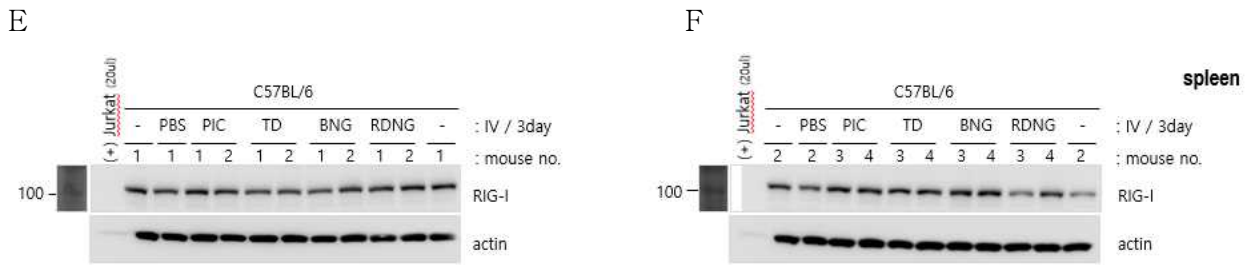 E
(+) Jurkat (20ul)
C57BL/6
- PBS PIC TD BNG RDNG - : IV / 3day
1 1 1 2 1 2 1 2 1 2 1 : mouse no.
100 RIG-I
actin
F
spleen
(+) Jurkat (20ul)
C57BL/6
- PBS PIC TD BNG RDNG - : IV / 3day
2 2 3 4 3 4 3 4 3 4 2 : mouse no.
100 RIG-I
actin